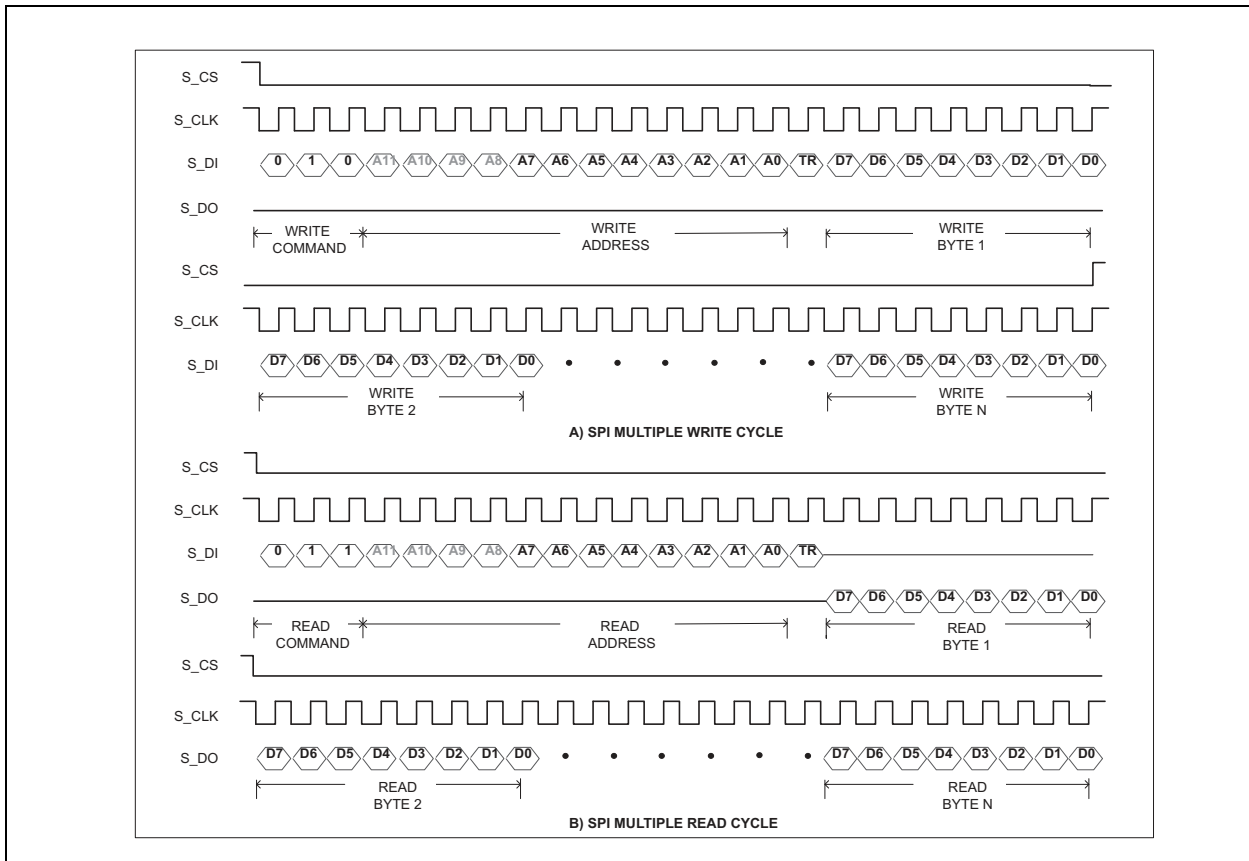 S_CS
S_CLK
S_DI 0 1 0 A11 A10 A9 A8 A7 A6 A5 A4 A3 A2 A1 A0 TR D7 D6 D5 D4 D3 D2 D1 D0
S_DO
WRITE COMMAND WRITE ADDRESS WRITE BYTE 1
S_CS
S_CLK
S_DI D7 D6 D5 D4 D3 D2 D1 D0 • • • • • • D7 D6 D5 D4 D3 D2 D1 D0
WRITE BYTE 2 WRITE BYTE N
A) SPI MULTIPLE WRITE CYCLE
S_CS
S_CLK
S_DI 0 1 1 A11 A10 A9 A8 A7 A6 A5 A4 A3 A2 A1 A0 TR
S_DO D7 D6 D5 D4 D3 D2 D1 D0
READ COMMAND READ ADDRESS READ BYTE 1
S_CS
S_CLK
S_DO D7 D6 D5 D4 D3 D2 D1 D0 • • • • • • D7 D6 D5 D4 D3 D2 D1 D0
READ BYTE 2 READ BYTE N
B) SPI MULTIPLE READ CYCLE